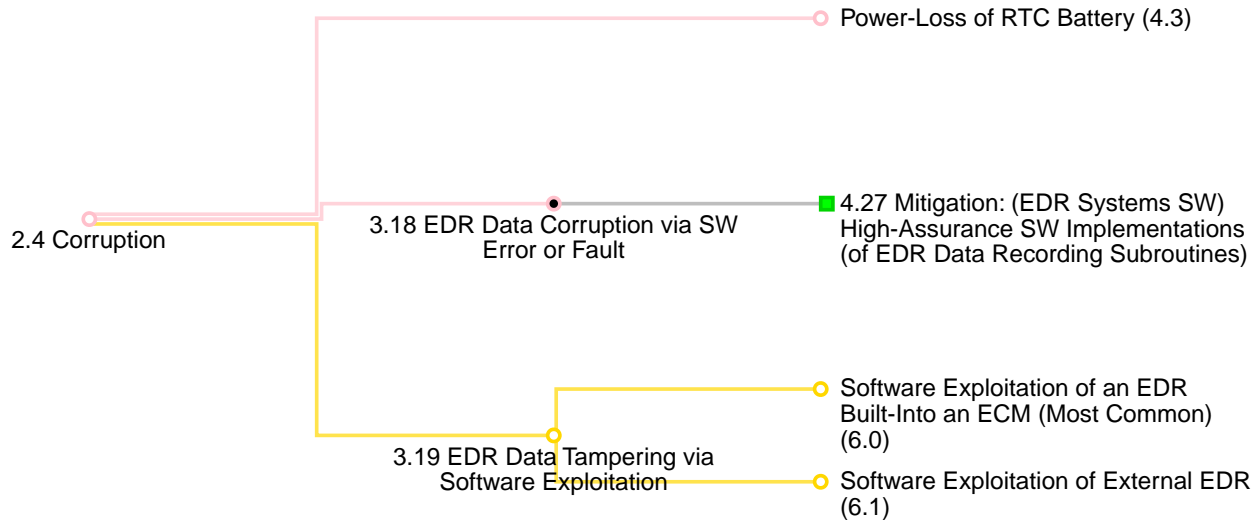 Power-Loss of RTC Battery (4.3)
2.4 Corruption
3.18 EDR Data Corruption via SW
Error or Fault
4.27 Mitigation: (EDR Systems SW)
High-Assurance SW Implementations
(of EDR Data Recording Subroutines)
3.19 EDR Data Tampering via
Software Exploitation
Software Exploitation of an EDR
Built-Into an ECM (Most Common)
(6.0)
Software Exploitation of External EDR
(6.1)